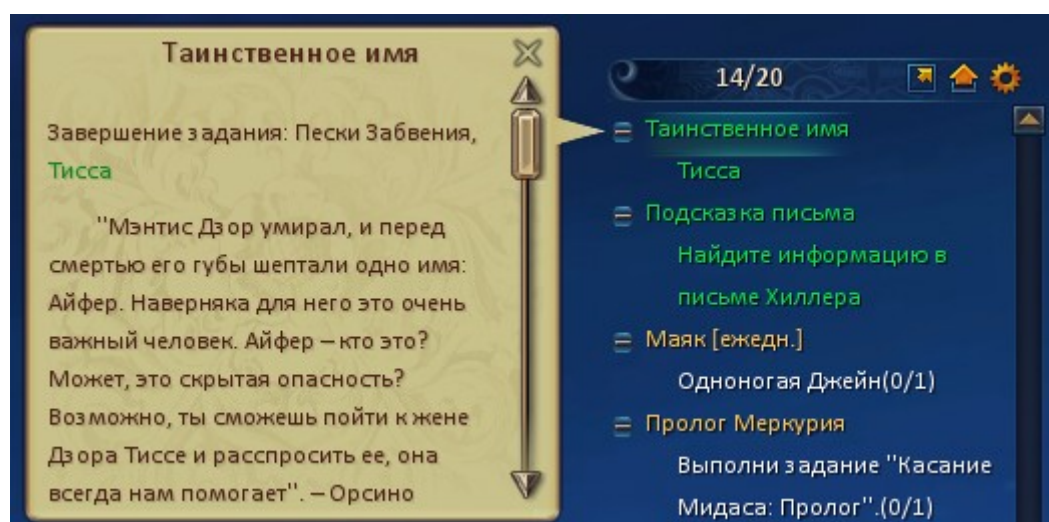 Таинственное имя
Завершение задания: Пески Забвения,
Тисса
"Мэнтис Дзор умирал, и перед
смертью его губы шептали одно имя:
Айфер. Наверняка для него это очень
важный человек. Айфер – кто это?
Может, это скрытая опасность?
Возможно, ты сможешь пойти к жене
Дзора Тиссе и расспросить ее, она
всегда нам помогает". – Орсино
14/20
Таинственное имя
Тисса
Подсказка письма
Найдите информацию в
письме Хиллера
Маяк [ежедн.]
Одноногая Джейн(0/1)
Пролог Меркурия
Выполни задание "Касание
Мидаса: Пролог".(0/1)